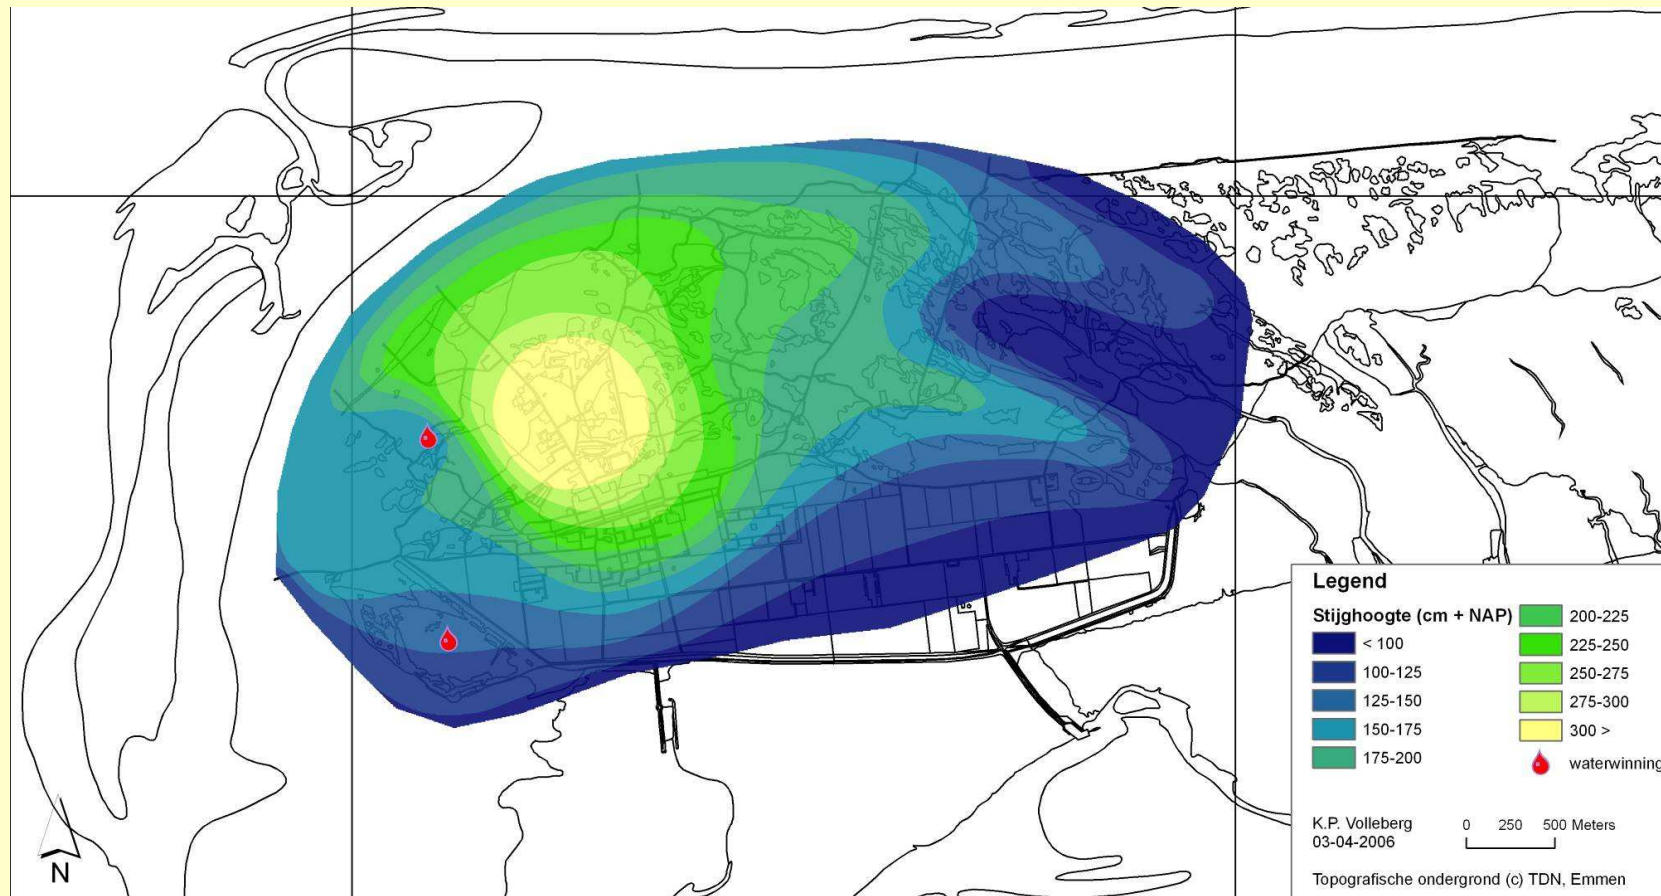 Legend
Stijghoogte (cm + NAP)
< 100
100-125
125-150
150-175
175-200
200-225
225-250
250-275
275-300
300 >
waterwinning
K.P. Volleberg
03-04-2006
0 250 500 Meters
Topografische ondergrond (c) TDN, Emmen
N